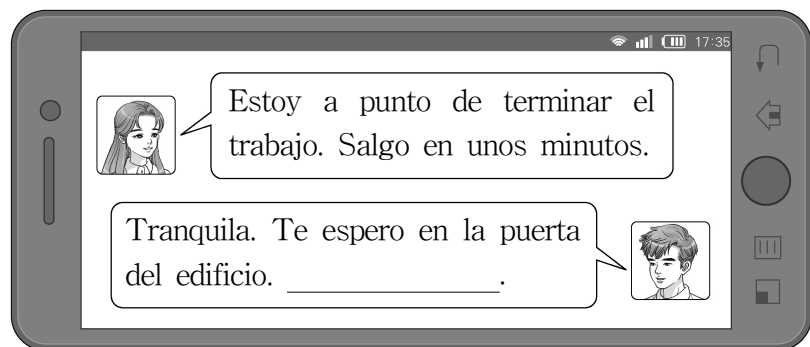 17:35
Estoy a punto de terminar el
trabajo. Salgo en unos minutos.
Tranquila. Te espero en la puerta
del edificio. ____________.